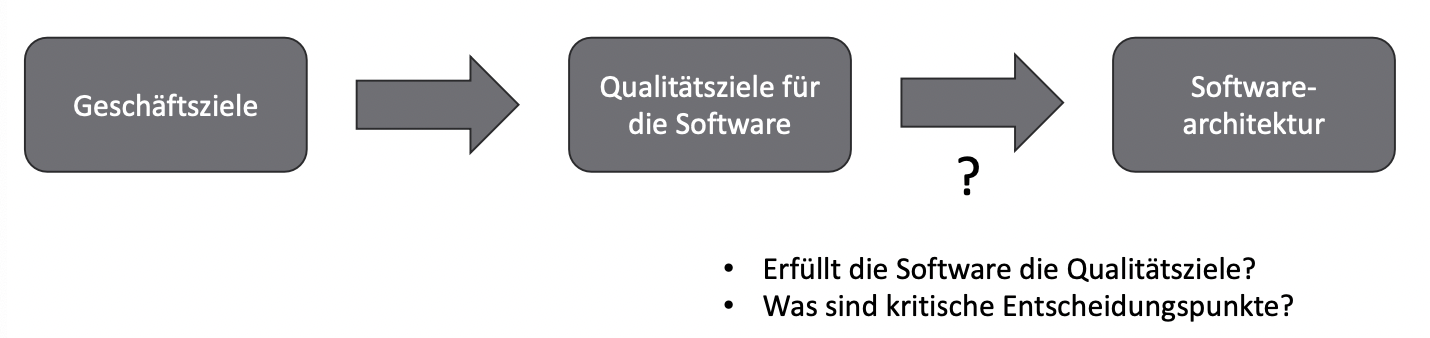 Geschäftsziele
Qualitätsziele für
die Software
Software-
architektur
?
• Erfüllt die Software die Qualitätsziele?
• Was sind kritische Entscheidungspunkte?